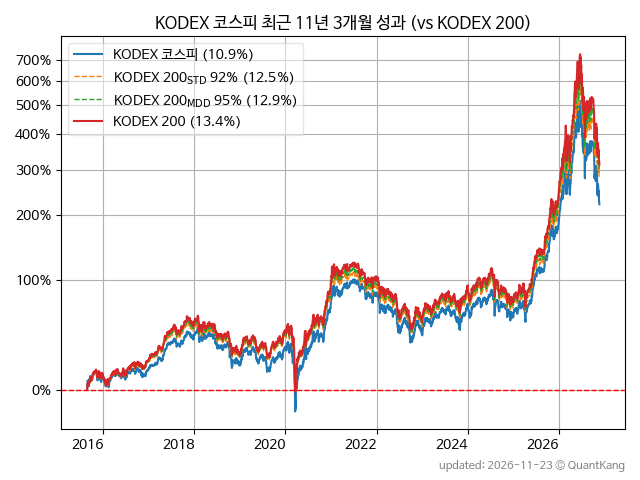 KODEX 코스피 최근 11년 3개월 성과 (vs KODEX 200)
KODEX 코스피 (10.9%)
KODEX 200STD 92% (12.5%)
KODEX 200MDD 95% (12.9%)
KODEX 200 (13.4%)
700%
600%
500%
400%
300%
200%
100%
0%
2016 2018 2020 2022 2024 2026
updated: 2026-11-23 © QuantKang